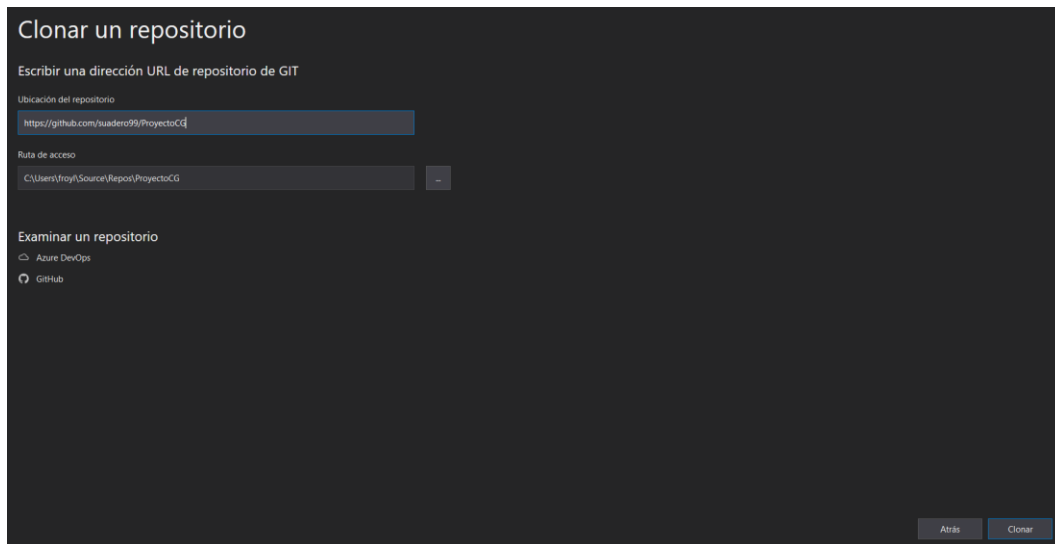 Clonar un repositorio
Escribir una dirección URL de repositorio de GIT
Ubicación del repositorio
https://github.com/suadero99/ProyectoCG
Ruta de acceso
C:\Users\froyl\Source\Repos\ProyectoCG
...
Examinar un repositorio
Azure DevOps
GitHub
Atrás
Clonar